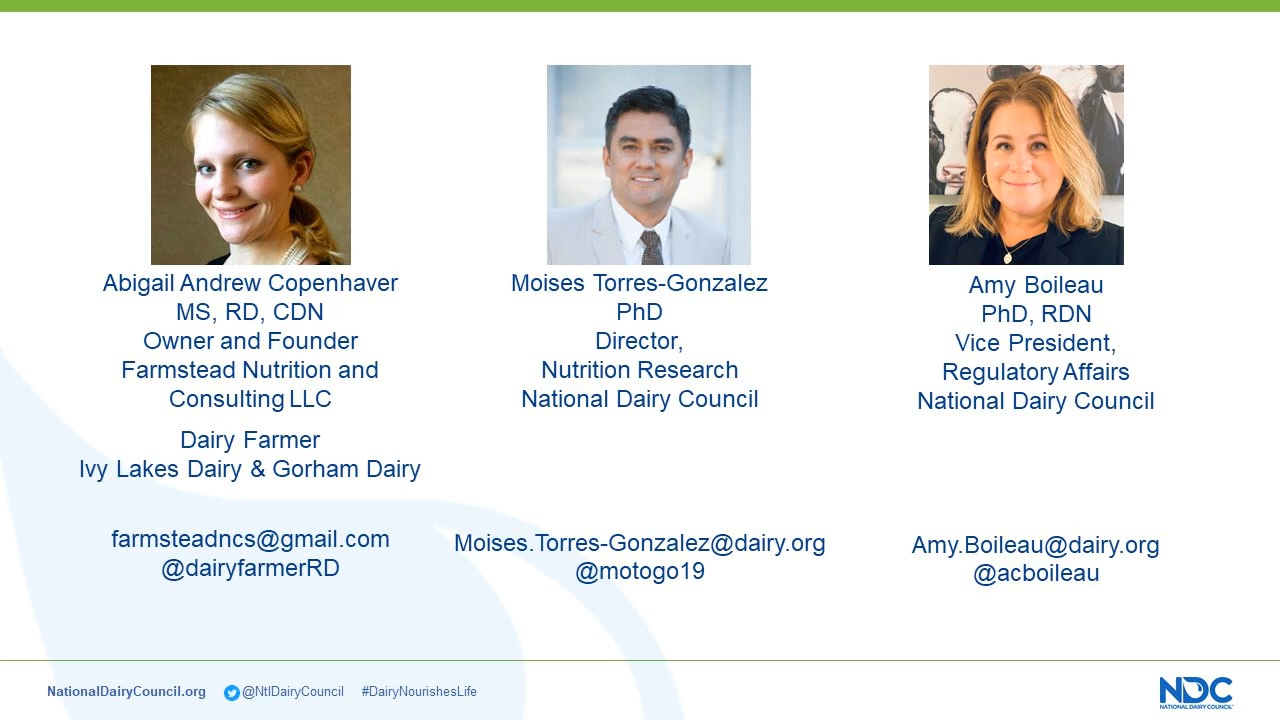 Abigail Andrew Copenhaver
MS, RD, CDN
Owner and Founder
Farmstead Nutrition and
Consulting LLC
Dairy Farmer
Ivy Lakes Dairy & Gorham Dairy
farmsteadncs@gmail.com
@dairyfarmerRD
Moises Torres-Gonzalez
PhD
Director,
Nutrition Research
National Dairy Council
Moises.Torres-Gonzalez@dairy.org
@motogo19
Amy Boileau
PhD, RDN
Vice President,
Regulatory Affairs
National Dairy Council
Amy.Boileau@dairy.org
@acboileau
NationalDairyCouncil.org @NtlDairyCouncil #DairyNourishesLife
NDC
NATIONAL DAIRY COUNCIL